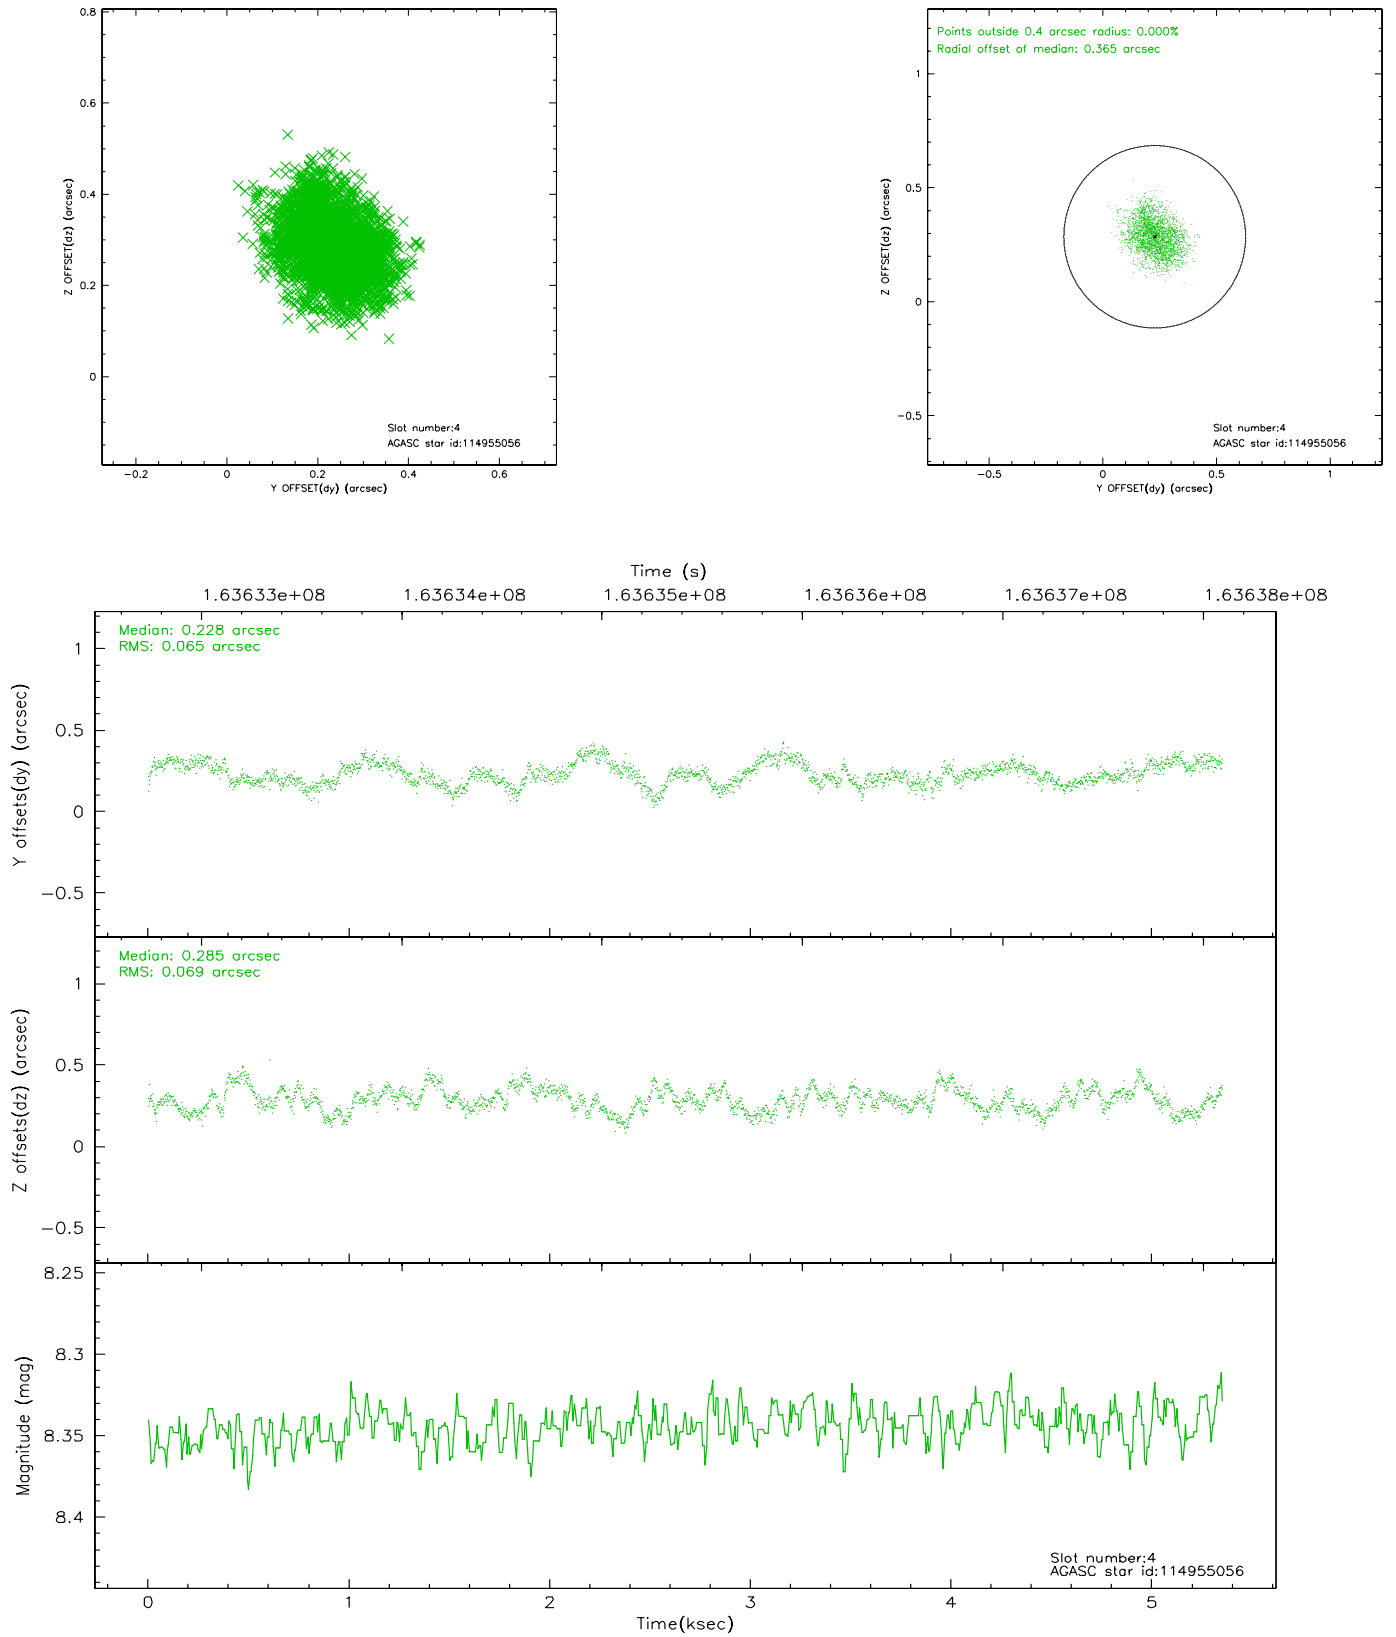 0.8
0.6
0.4
0.2
0
Z OFFSET(dz) (arcsec)
Slot number:4
AGASC star id:114955056
−0.2 0 0.2 0.4 0.6
Y OFFSET(dy) (arcsec)
Points outside 0.4 arcsec radius: 0.000%
Radial offset of median: 0.365 arcsec
1
0.5
0
−0.5
Z OFFSET(dz) (arcsec)
Slot number:4
AGASC star id:114955056
−0.5 0 0.5 1
Y OFFSET(dy) (arcsec)
Time (s)
1.63633e+08 1.63634e+08 1.63635e+08 1.63636e+08 1.63637e+08 1.63638e+08
Median: 0.228 arcsec
RMS: 0.065 arcsec
1
0.5
0
−0.5
Y offsets(dy) (arcsec)
Median: 0.285 arcsec
RMS: 0.069 arcsec
1
0.5
0
−0.5
Z offsets(dz) (arcsec)
8.25
8.3
8.35
8.4
Magnitude (mag)
Slot number:4
AGASC star id:114955056
0 1 2 3 4 5
Time(ksec)